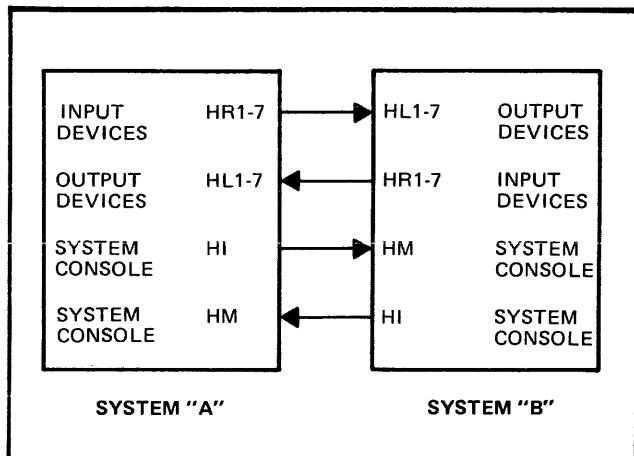 INPUT DEVICES HR1-7 HL1-7 OUTPUT DEVICES
OUTPUT DEVICES HL1-7 HR1-7 INPUT DEVICES
SYSTEM CONSOLE HI HM SYSTEM CONSOLE
SYSTEM CONSOLE HM HI SYSTEM CONSOLE
SYSTEM "A" SYSTEM "B"